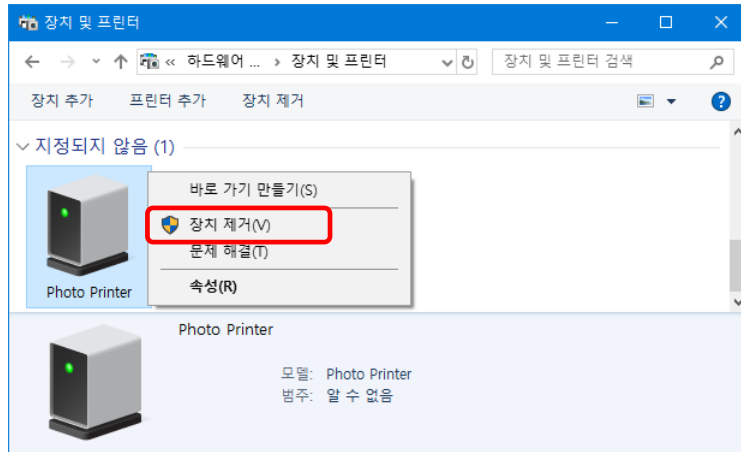 장치 및 프린터
« 하드웨어 ... › 장치 및 프린터
장치 및 프린터 검색
장치 추가 프린터 추가 장치 제거
지정되지 않음 (1)
바로 가기 만들기(S)
장치 제거(V)
문제 해결(T)
속성(R)
Photo Printer
Photo Printer
모델: Photo Printer
범주: 알 수 없음